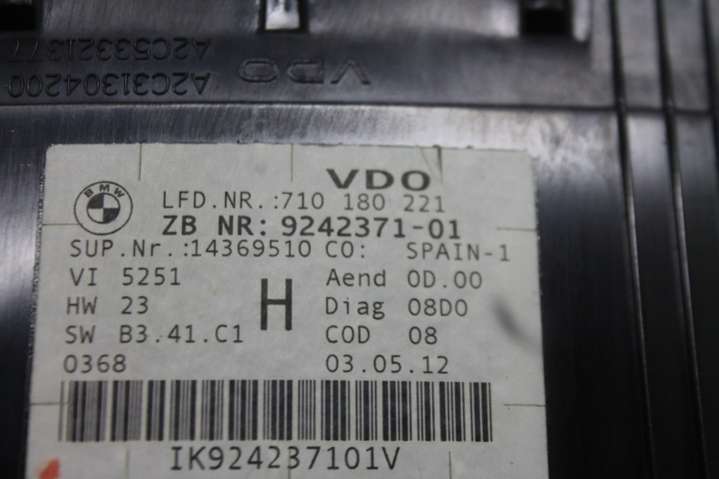 A2C53321377
A2C31304200 VDO
BMW
VDO
LFD.NR.:710 180 221
ZB NR: 9242371-01
SUP.Nr.:14369510 CO: SPAIN-1
VI 5251 Aend 0D.00
HW 23 H Diag 08D0
SW B3.41.C1 COD 08
0368 03.05.12
IK924237101V